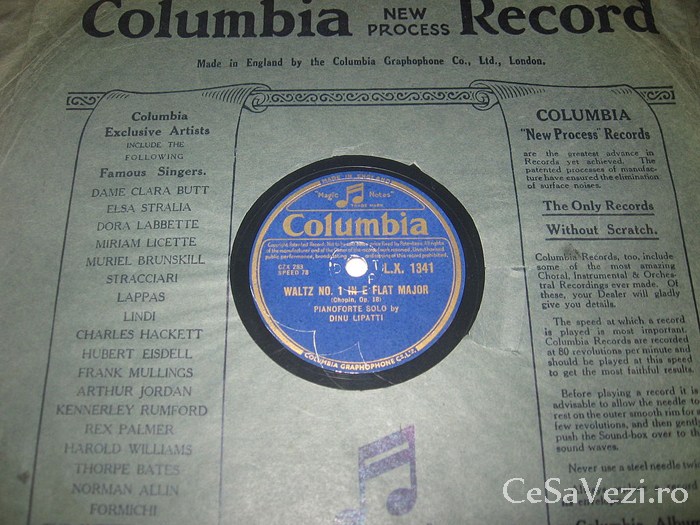 Columbia NEW PROCESS Record
Made in England by the Columbia Graphophone Co., Ltd., London.
Columbia
Exclusive Artists
INCLUDE THE
FOLLOWING
Famous Singers.
DAME CLARA BUTT
ELSA STRALIA
DORA LABBETTE
MIRIAM LICETTE
MURIEL BRUNSKILL
STRACCIARI
LAPPAS
LINDI
CHARLES HACKETT
HUBERT EISDELL
FRANK MULLINGS
ARTHUR JORDAN
KENNERLEY RUMFORD
REX PALMER
HAROLD WILLIAMS
THORPE BATES
NORMAN ALLIN
FORMICHI
MADE IN ENGLAND
"Magic Notes"
TRADE MARK
Columbia
SPEED 78
L.X. 1341
WALTZ NO. 1 IN E FLAT MAJOR
(Chopin, Op. 18)
PIANOFORTE SOLO by
DINU LIPATTI
COLUMBIA GRAPHOPHONE
COLUMBIA
"New Process" Records
are the greatest advance in
Records yet achieved. The
patented processes of manufac-
ture have ensured the elimination
of surface noises.
The Only Records
Without Scratch.
Columbia Records, too, include
some of the most amazing
Choral, Instrumental & Orchestral
Recordings ever made. Of
these, your Dealer will gladly
give you details.
The speed at which a record
is played is most important.
Columbia Records are recorded
at 80 revolutions per minute and
should be played at this speed
to get the most faithful results.
Before playing a record it is
advisable to allow the needle to
rest on the outer smooth rim for a
few revolutions, and then gently
push the Sound-box over to the
sound waves.
Never use a steel needle
CeSaVezi.ro